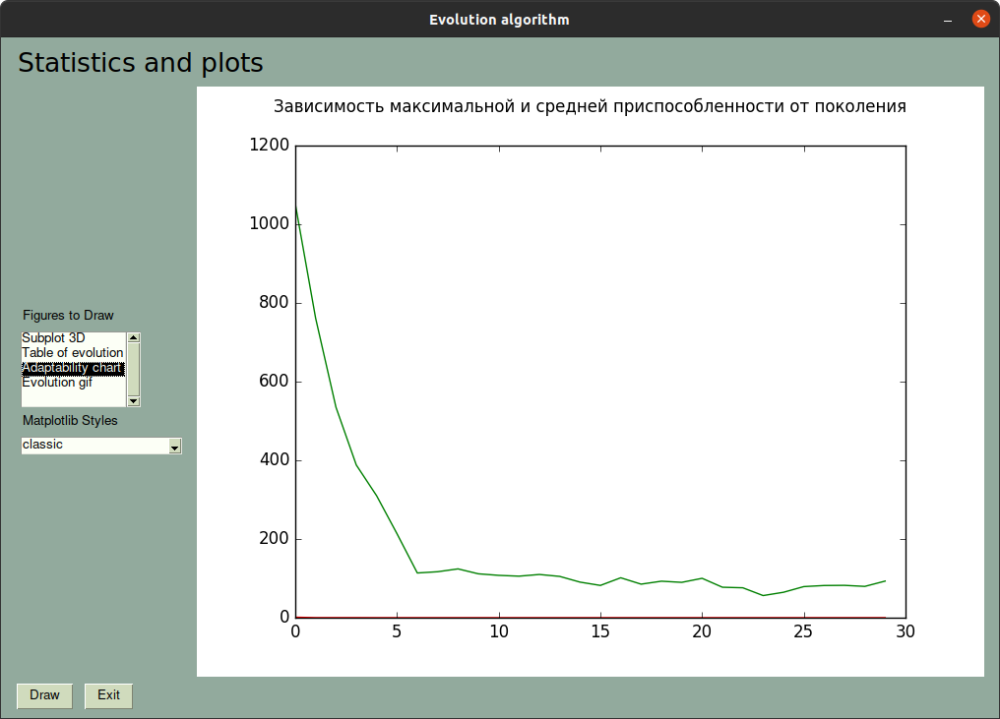 Evolution algorithm
Statistics and plots
Зависимость максимальной и средней приспособленности от поколения
1200
1000
800
600
400
200
0
0 5 10 15 20 25 30
Figures to Draw
Subplot 3D
Table of evolution
Adaptability chart
Evolution gif
Matplotlib Styles
classic
Draw Exit